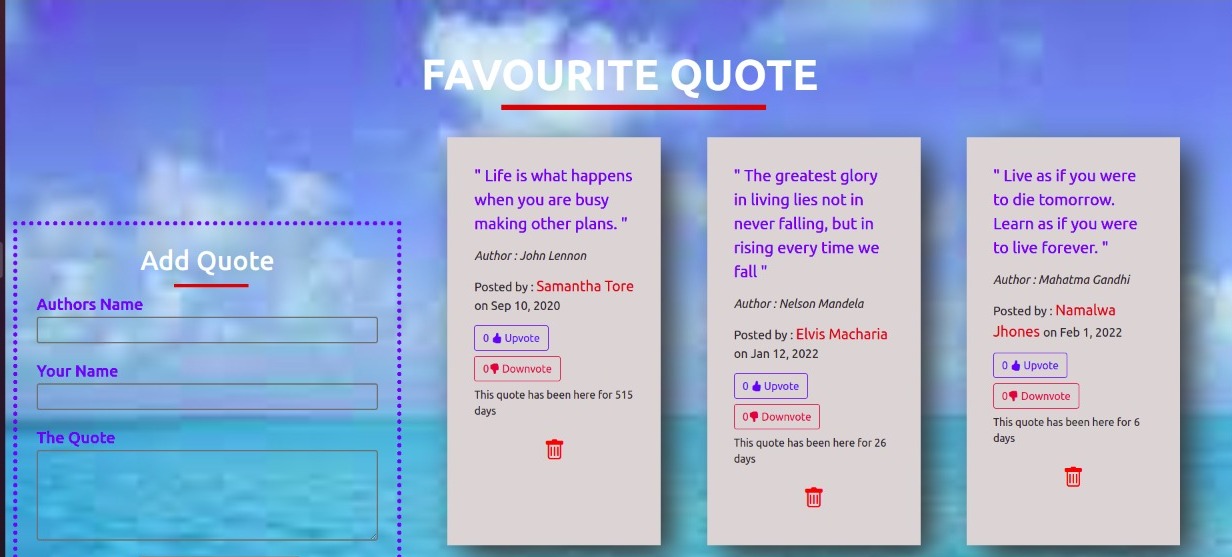 FAVOURITE QUOTE
Add Quote
Authors Name
Your Name
The Quote
" Life is what happens
when you are busy
making other plans. "
Author : John Lennon
Posted by : Samantha Tore
on Sep 10, 2020
0 Upvote
0 Downvote
This quote has been here for 515
days
" The greatest glory
in living lies not in
never falling, but in
rising every time we
fall "
Author : Nelson Mandela
Posted by : Elvis Macharia
on Jan 12, 2022
0 Upvote
0 Downvote
This quote has been here for 26
days
" Live as if you were
to die tomorrow.
Learn as if you were
to live forever. "
Author : Mahatma Gandhi
Posted by : Namalwa
Jhones on Feb 1, 2022
0 Upvote
0 Downvote
This quote has been here for 6
days